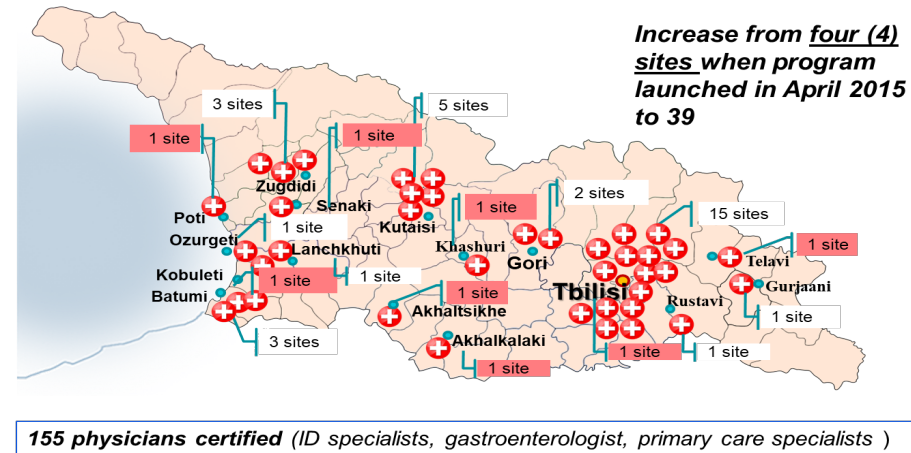 Increase from four (4)
sites when program
launched in April 2015
to 39
3 sites
5 sites
1 site
1 site
Zugdidi
Senaki
1 site
2 sites
15 sites
Poti
1 site
Kutaisi
Ozurgeti
Lanchkhuti
Khashuri
Gori
1 site
Telavi
Kobuleti
1 site
1 site
Batumi
1 site
Tbilisi
Rustavi
Gurjaani
Akhaltsikhe
1 site
3 sites
Akhalkalaki
1 site
1 site
1 site
155 physicians certified (ID specialists, gastroenterologist, primary care specialists )